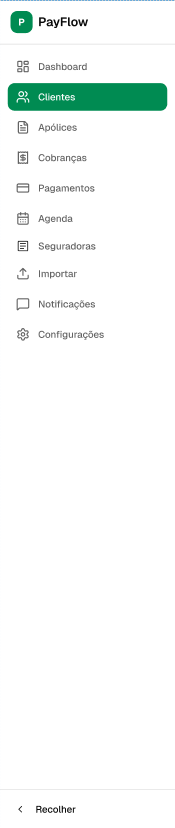 P PayFlow
Dashboard
Clientes
Apólices
Cobranças
Pagamentos
Agenda
Seguradoras
Importar
Notificações
Configurações
Recolher